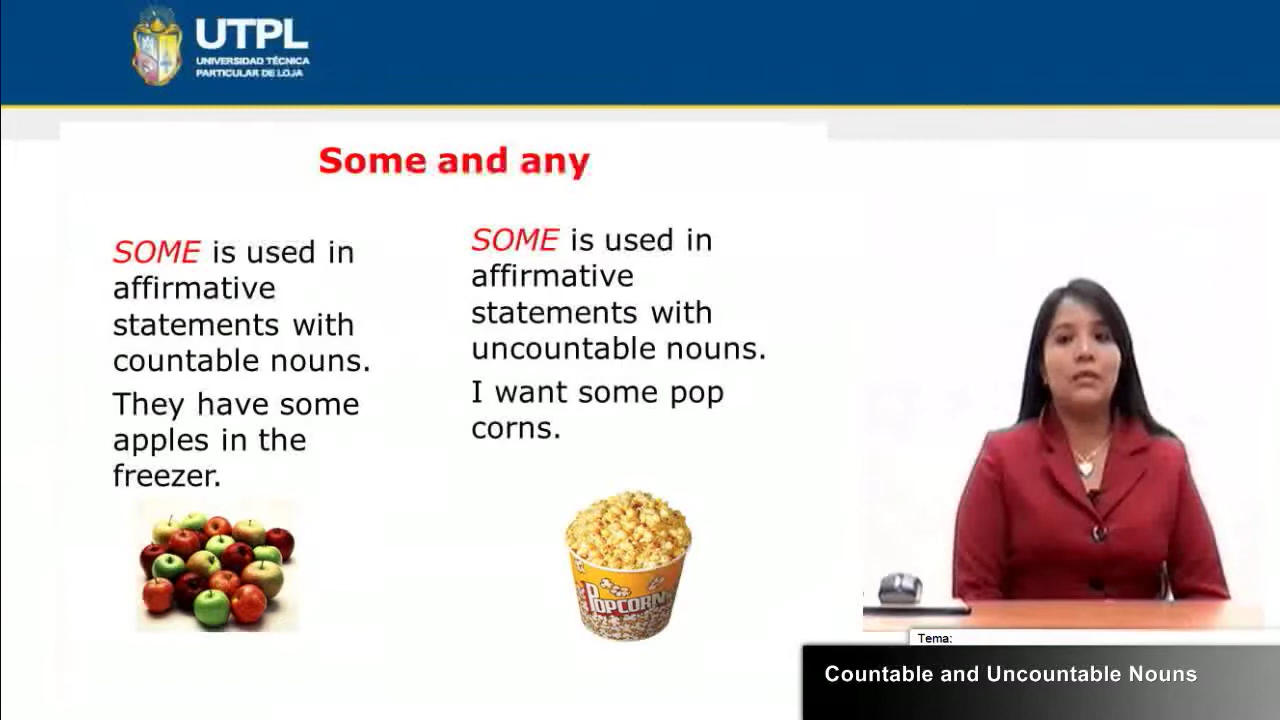 UTPL
UNIVERSIDAD TÉCNICA
PARTICULAR DE LOJA
Some and any
SOME is used in
affirmative
statements with
countable nouns.
They have some
apples in the
freezer.
SOME is used in
affirmative
statements with
uncountable nouns.
I want some pop
corns.
POPCORN
Tema:
Countable and Uncountable Nouns